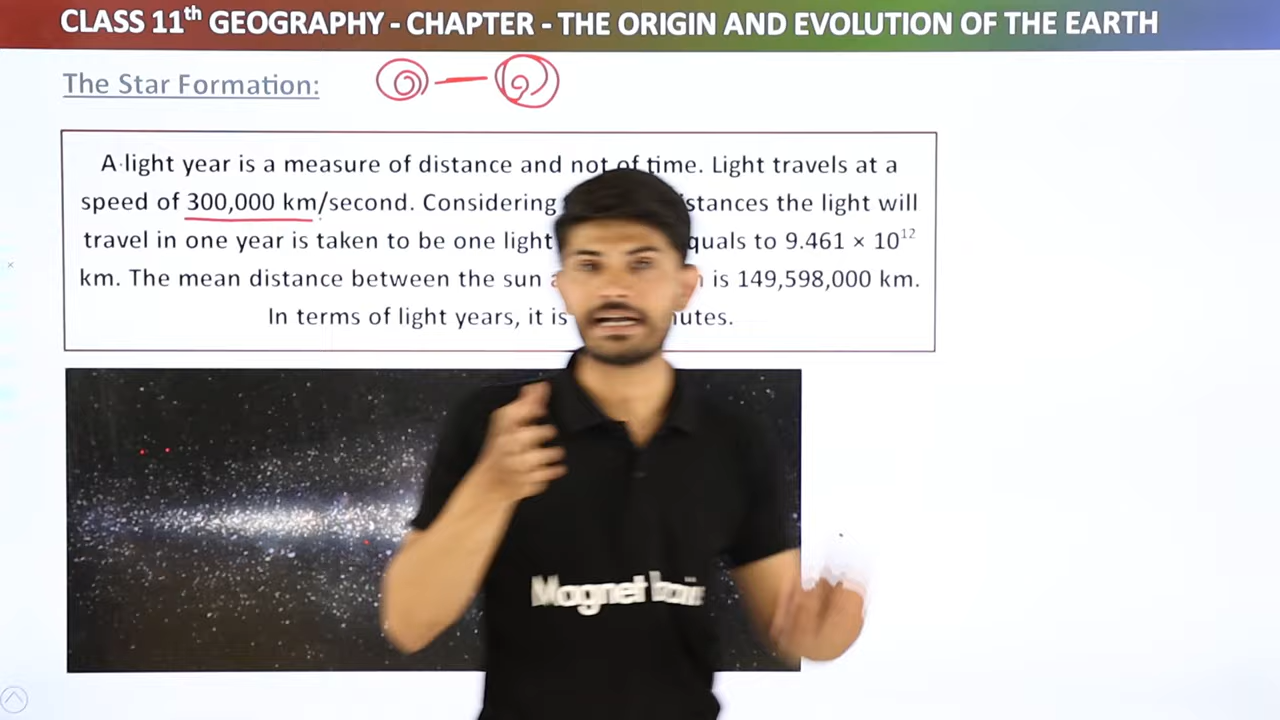 CLASS 11th GEOGRAPHY - CHAPTER - THE ORIGIN AND EVOLUTION OF THE EARTH
The Star Formation:
A light year is a measure of distance and not of time. Light travels at a
speed of 300,000 km/second. Considering stances the light will
travel in one year is taken to be one light quals to 9.461 × 10¹²
km. The mean distance between the sun is 149,598,000 km.
In terms of light years, it is utes.
Magnet